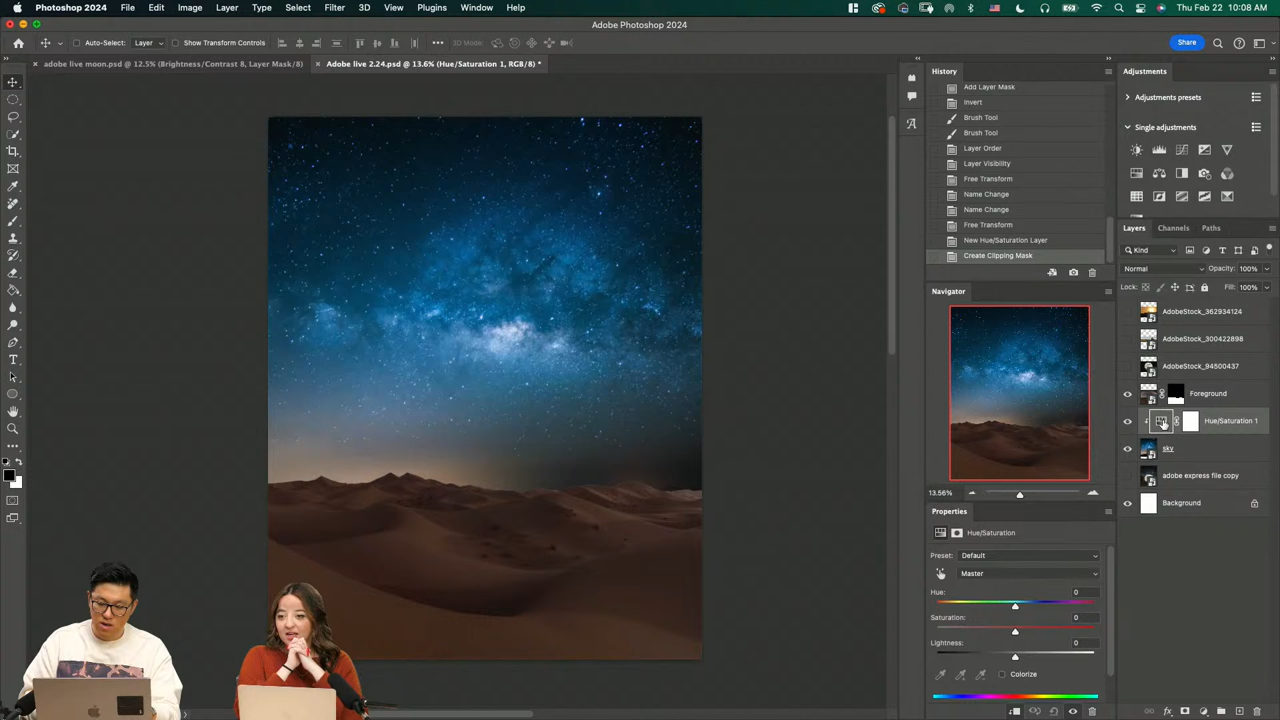 Photoshop 2024 File Edit Image Layer Type Select Filter 3D View Plugins Window Help Thu Feb 22 10:08 AM
Adobe Photoshop 2024
Auto-Select: Layer Show Transform Controls 3D Mode: Share
adobe live moon.psd @ 12.5% (Brightness/Contrast 8, Layer Mask/8) Adobe live 2.24.psd @ 13.6% (Hue/Saturation 1, RGB/8) *
History
Add Layer Mask
Invert
Brush Tool
Brush Tool
Layer Order
Layer Visibility
Free Transform
Name Change
Name Change
Free Transform
New Hue/Saturation Layer
Create Clipping Mask
Navigator
13.56%
Properties
Hue/Saturation
Preset: Default
Master
Hue: 0
Saturation: 0
Lightness: 0
Colorize
Adjustments
Adjustments presets
Single adjustments
Layers Channels Paths
Kind
Normal Opacity: 100%
Lock: Fill: 100%
AdobeStock_362934124
AdobeStock_300422898
AdobeStock_94500437
Foreground
Hue/Saturation 1
sky
adobe express file copy
Background